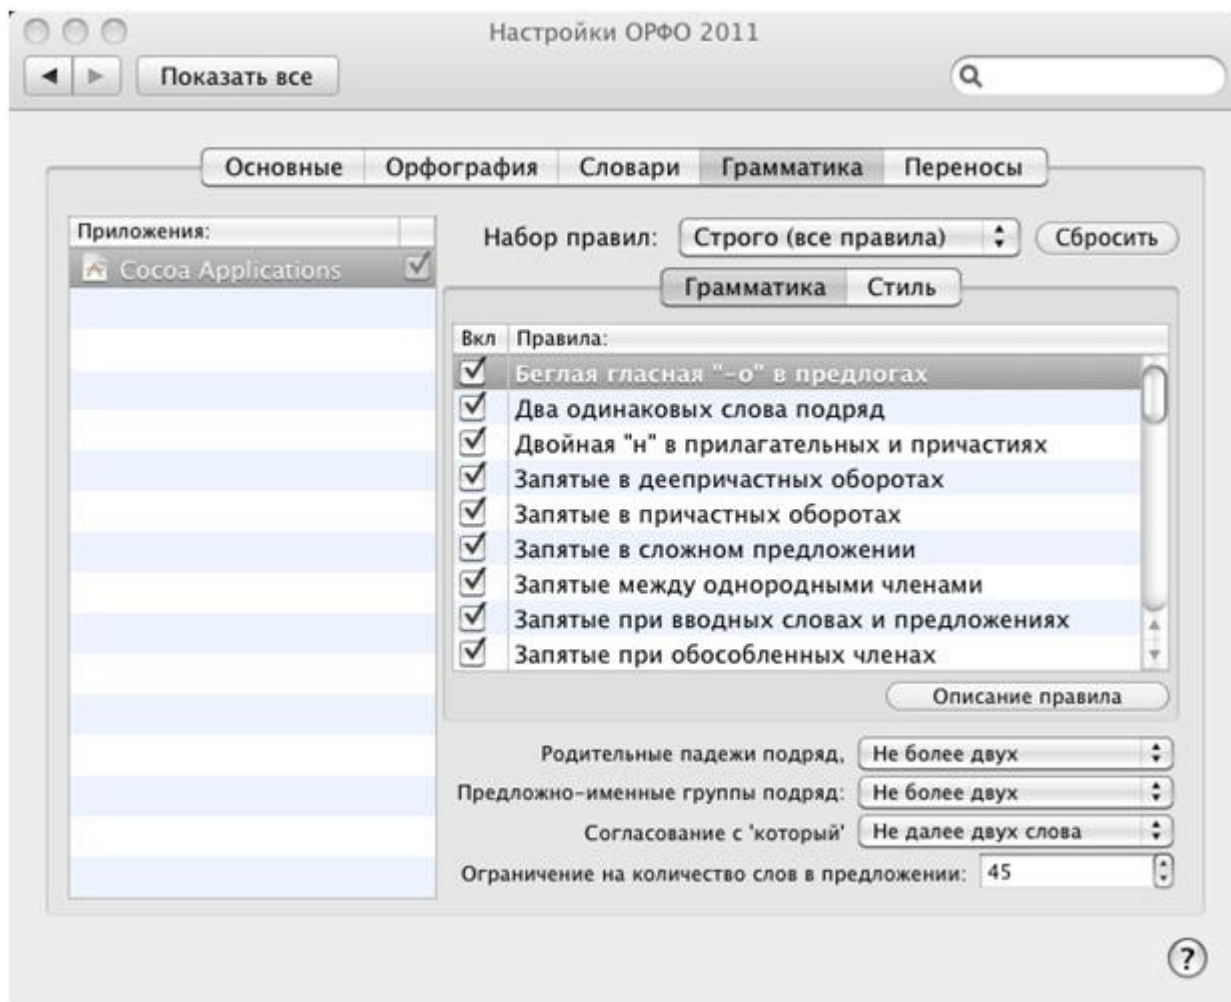 Настройки ОРФО 2011
Показать все
Основные Орфография Словари Грамматика Переносы
Приложения:
Cocoa Applications
Набор правил: Строго (все правила) Сбросить
Грамматика Стиль
Вкл Правила:
Беглая гласная "-о" в предлогах
Два одинаковых слова подряд
Двойная "н" в прилагательных и причастиях
Запятые в деепричастных оборотах
Запятые в причастных оборотах
Запятые в сложном предложении
Запятые между однородными членами
Запятые при вводных словах и предложениях
Запятые при обособленных членах
Описание правила
Родительные падежи подряд, Не более двух
Предложно-именные группы подряд: Не более двух
Согласование с 'который' Не далее двух слова
Ограничение на количество слов в предложении: 45
?